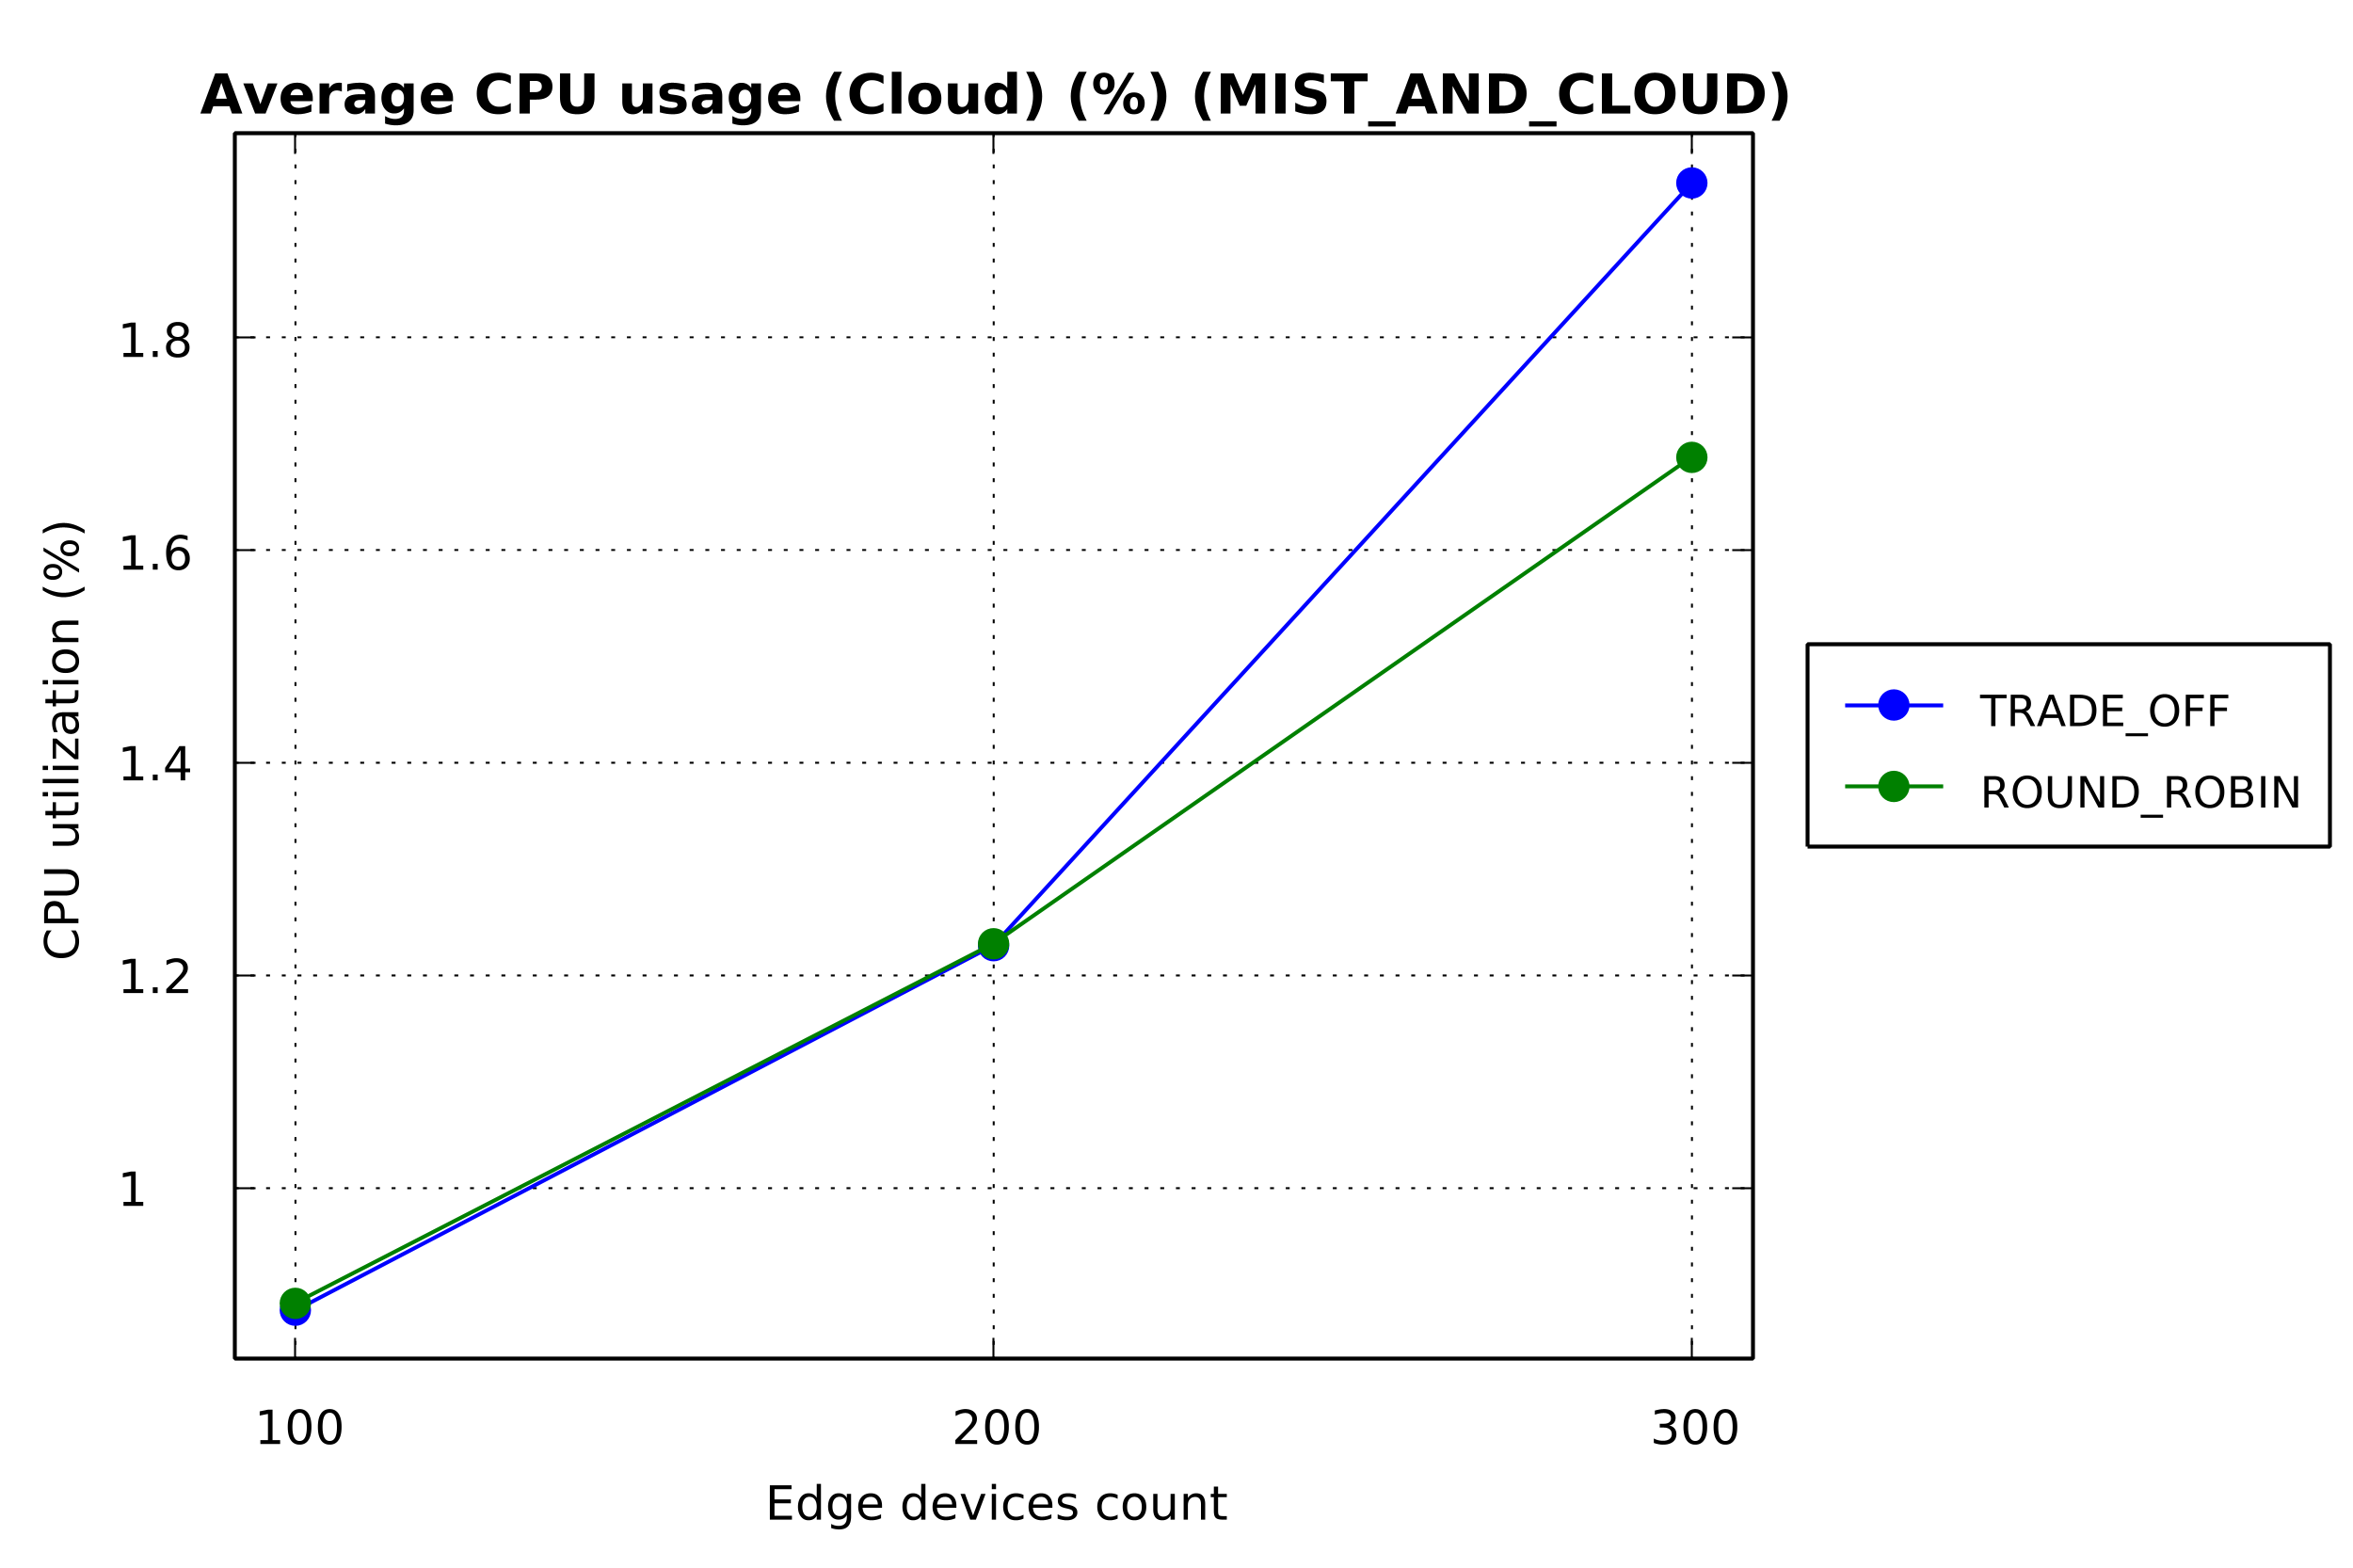 Average CPU usage (Cloud) (%) (MIST_AND_CLOUD)
CPU utilization (%)
1.8
1.6
1.4
1.2
1
100 200 300
Edge devices count
TRADE_OFF
ROUND_ROBIN